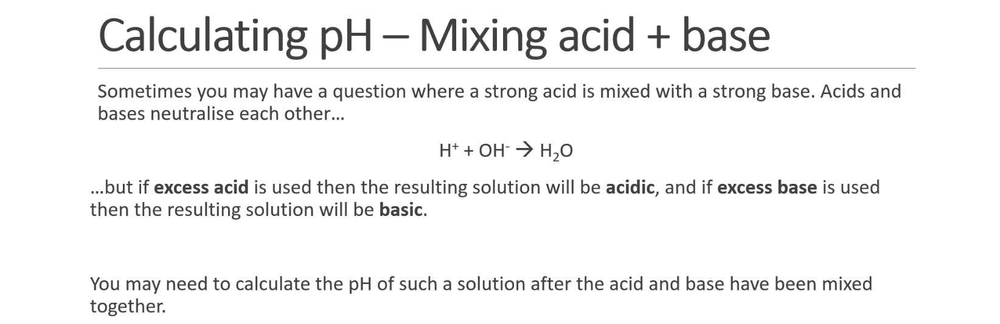 Calculating pH – Mixing acid + base
Sometimes you may have a question where a strong acid is mixed with a strong base. Acids and
bases neutralise each other…
H⁺ + OH⁻ → H₂O
…but if excess acid is used then the resulting solution will be acidic, and if excess base is used
then the resulting solution will be basic.
You may need to calculate the pH of such a solution after the acid and base have been mixed
together.